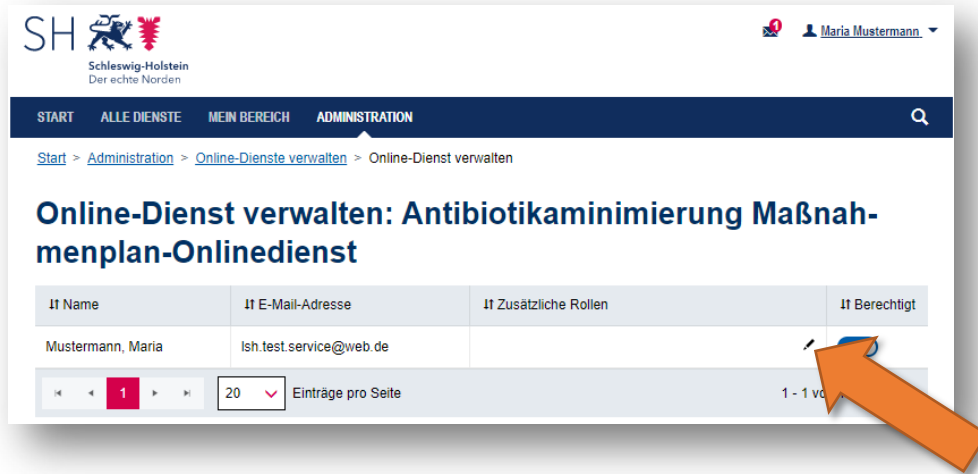 SH
Schleswig-Holstein
Der echte Norden
1
Maria Mustermann
START ALLE DIENSTE MEIN BEREICH ADMINISTRATION
Start > Administration > Online-Dienste verwalten > Online-Dienst verwalten
Online-Dienst verwalten: Antibiotikaminimierung Maßnah-
menplan-Onlinedienst
Name E-Mail-Adresse Zusätzliche Rollen Berechtigt
Mustermann, Maria lsh.test.service@web.de
1 20 Einträge pro Seite 1 - 1